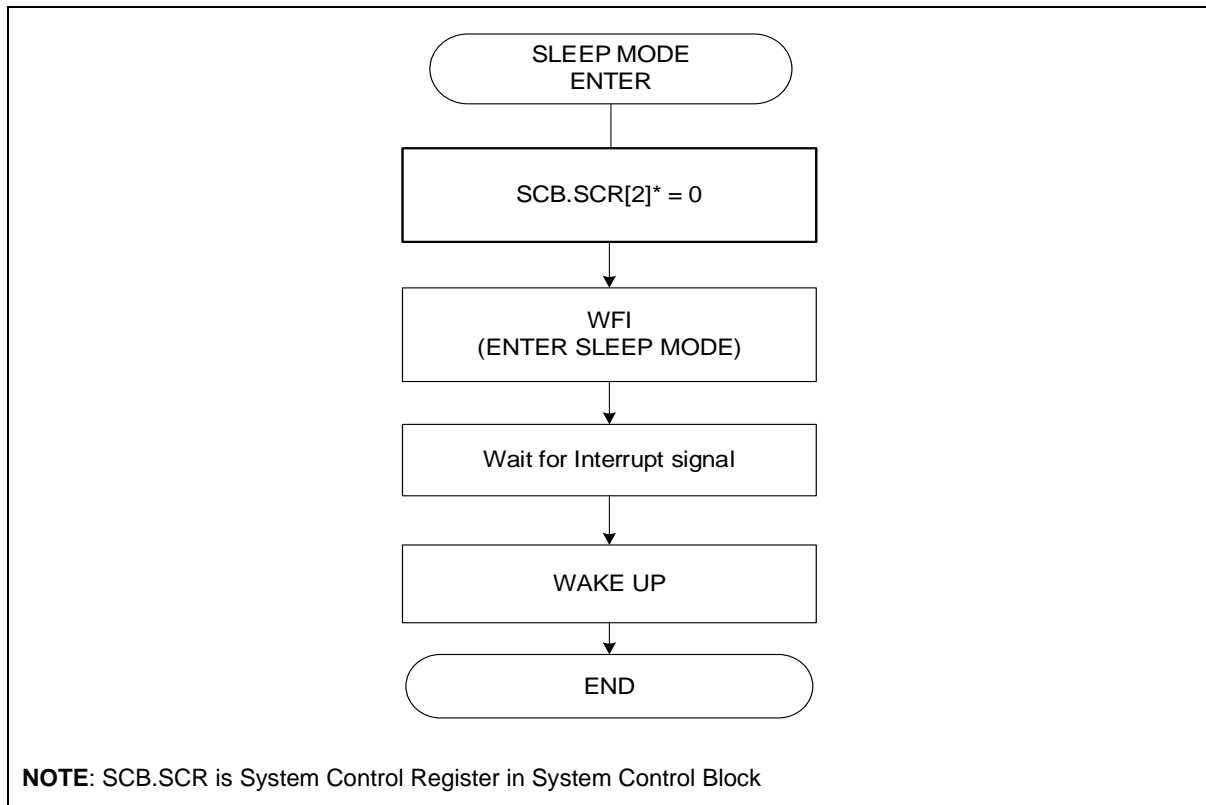 SLEEP MODE
ENTER
SCB.SCR[2]* = 0
WFI
(ENTER SLEEP MODE)
Wait for Interrupt signal
WAKE UP
END
NOTE: SCB.SCR is System Control Register in System Control Block